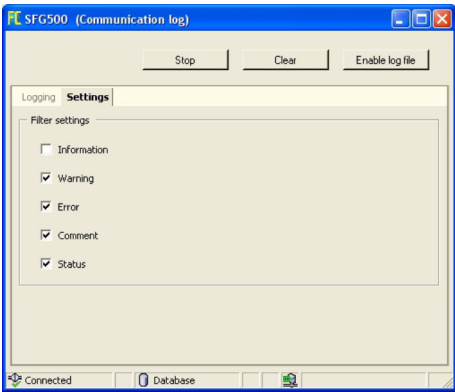 FC SFG500 (Communication log)
Stop Clear Enable log file
Logging Settings
Filter settings
Information
Warning
Error
Comment
Status
Connected Database